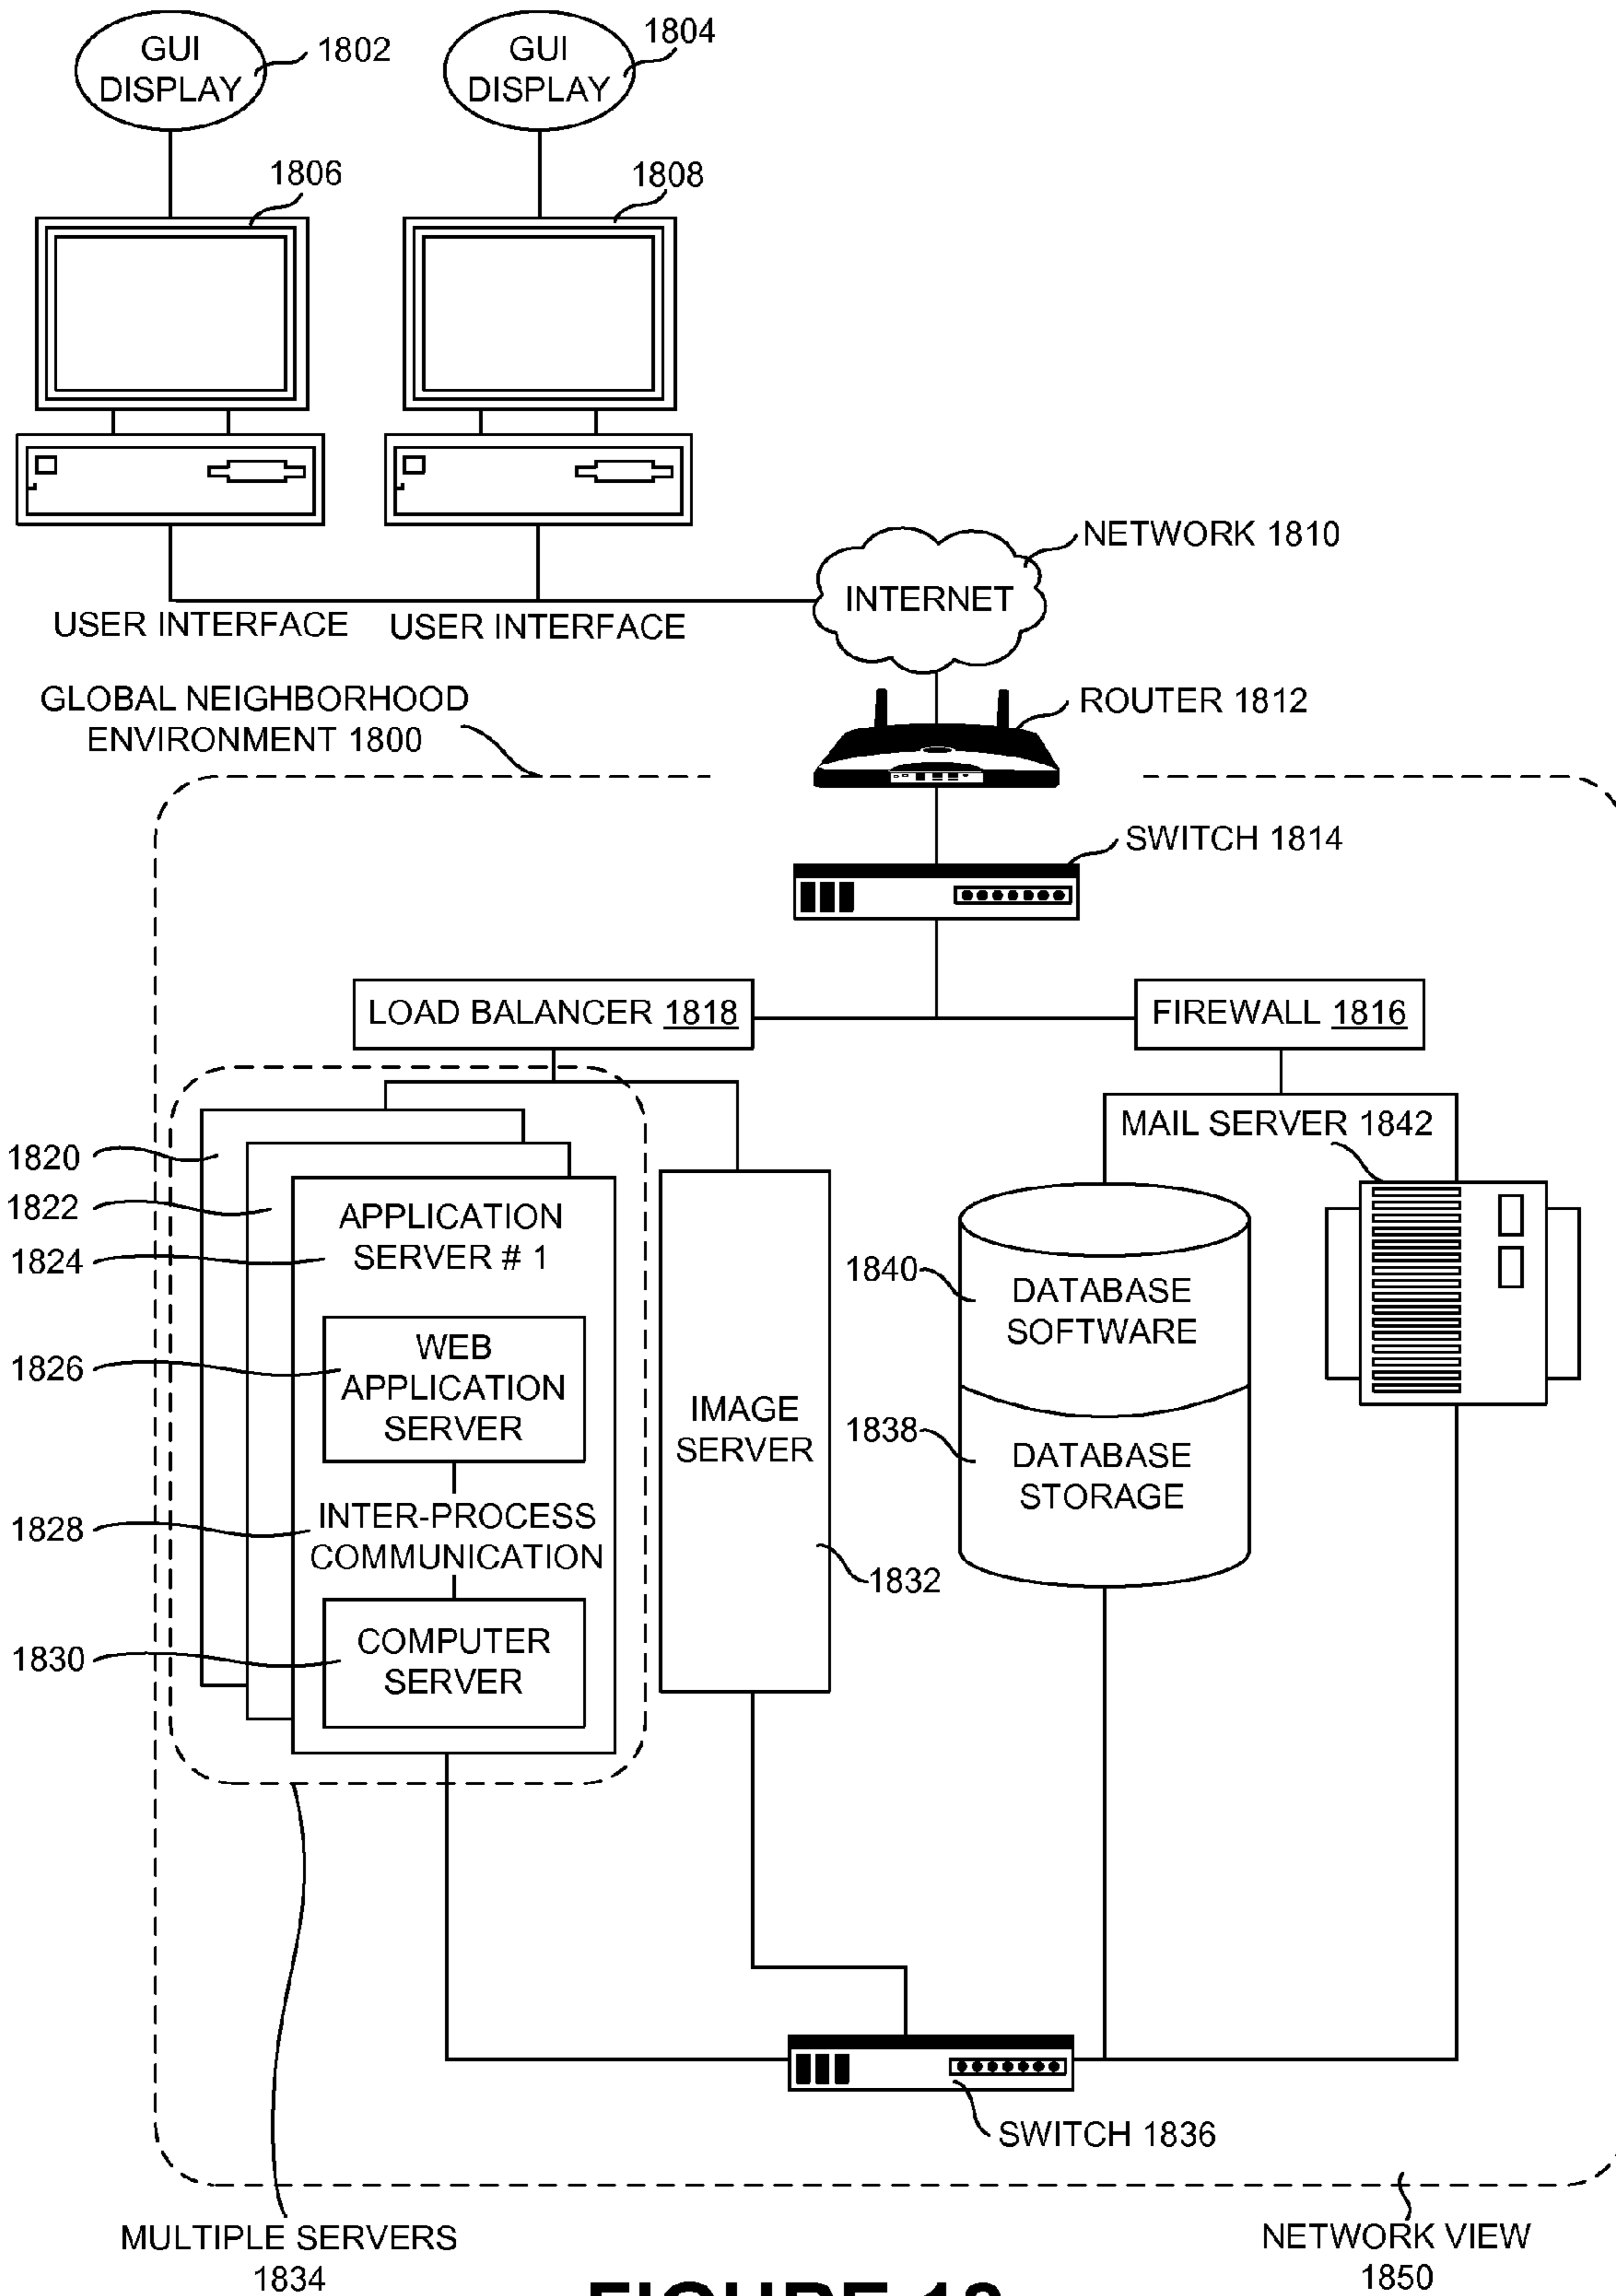 GUI
DISPLAY
1802
GUI
DISPLAY
1804
1806
1808
NETWORK 1810
INTERNET
USER INTERFACE
USER INTERFACE
GLOBAL NEIGHBORHOOD
ENVIRONMENT 1800
ROUTER 1812
SWITCH 1814
LOAD BALANCER 1818
FIREWALL 1816
MAIL SERVER 1842
1820
1822
1824
APPLICATION
SERVER # 1
1826
WEB
APPLICATION
SERVER
1828
INTER-PROCESS
COMMUNICATION
1830
COMPUTER
SERVER
IMAGE
SERVER
1832
1840
DATABASE
SOFTWARE
1838
DATABASE
STORAGE
SWITCH 1836
MULTIPLE SERVERS
1834
NETWORK VIEW
1850